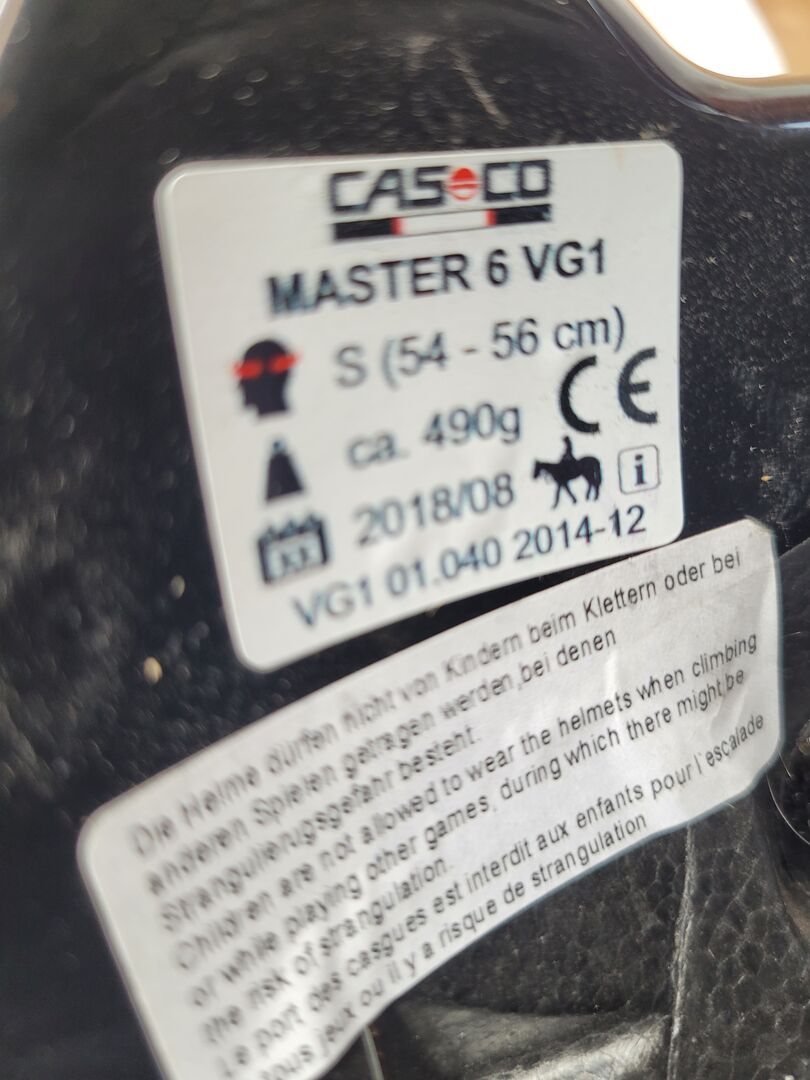 CASCO
MASTER 6 VG1
S (54 - 56 cm)
ca. 490g
CE
2018/08
i
VG1 01.040 2014-12
Die Helme dürfen nicht von Kindern beim Klettern oder bei
anderen Spielen getragen werden, bei denen
Strangulierugsgefahr besteht.
Children are not allowed to wear the helmets when climbing
or while playing other games, during which there might be
the risk of strangulation.
Le port des casgues est interdit aux enfants pour l'escalade
tous jeux ou il y a risque de strangulation